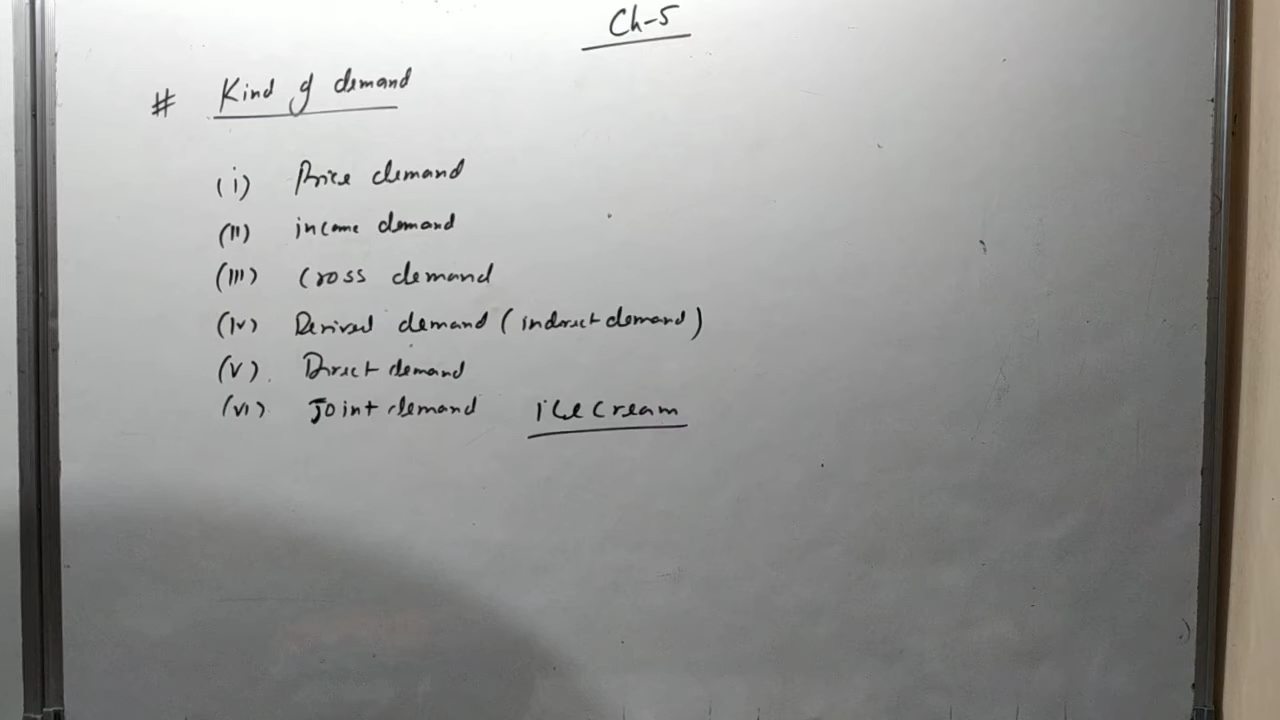 Ch-5
# Kind of demand
(i) Price demand
(II) income demand
(III) Cross demand
(IV) Derived demand (indirect demand)
(V). Direct demand
(VI). Joint demand ice cream